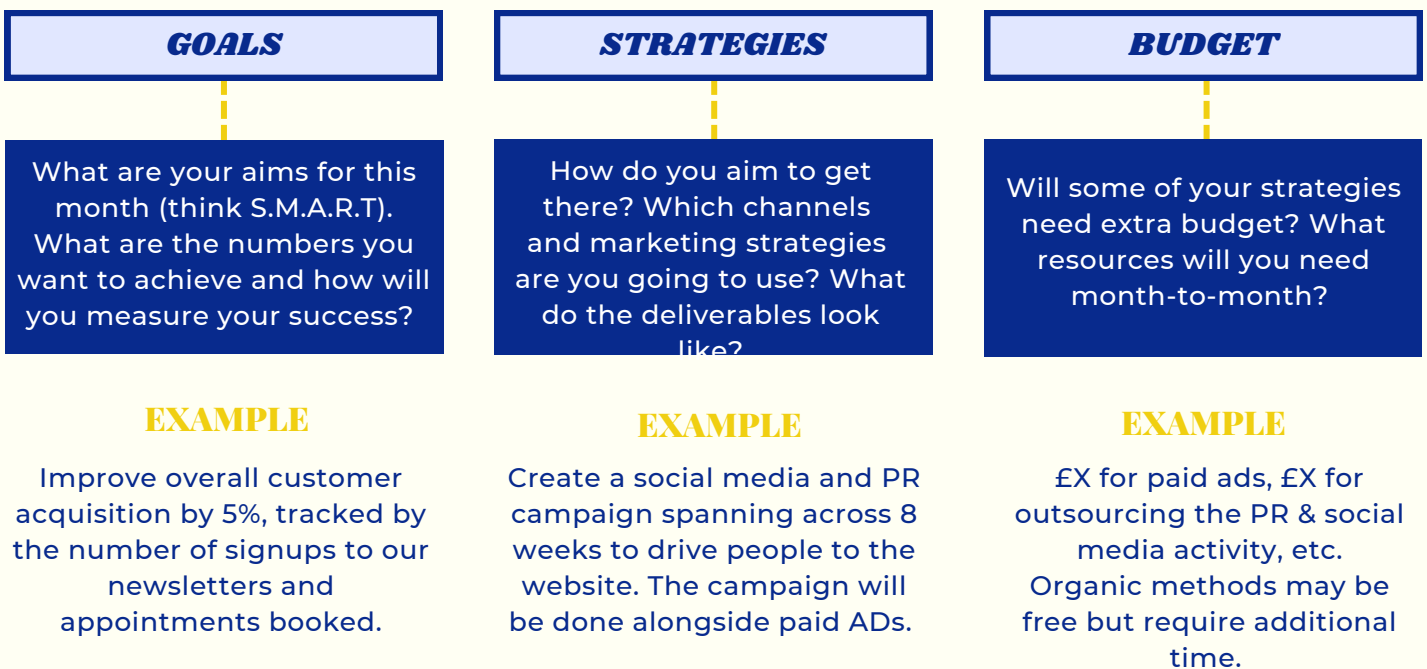 GOALS
What are your aims for this
month (think S.M.A.R.T).
What are the numbers you
want to achieve and how will
you measure your success?
EXAMPLE
Improve overall customer
acquisition by 5%, tracked by
the number of signups to our
newsletters and
appointments booked.
STRATEGIES
How do you aim to get
there? Which channels
and marketing strategies
are you going to use? What
do the deliverables look
like?
EXAMPLE
Create a social media and PR
campaign spanning across 8
weeks to drive people to the
website. The campaign will
be done alongside paid ADs.
BUDGET
Will some of your strategies
need extra budget? What
resources will you need
month-to-month?
EXAMPLE
£X for paid ads, £X for
outsourcing the PR & social
media activity, etc.
Organic methods may be
free but require additional
time.